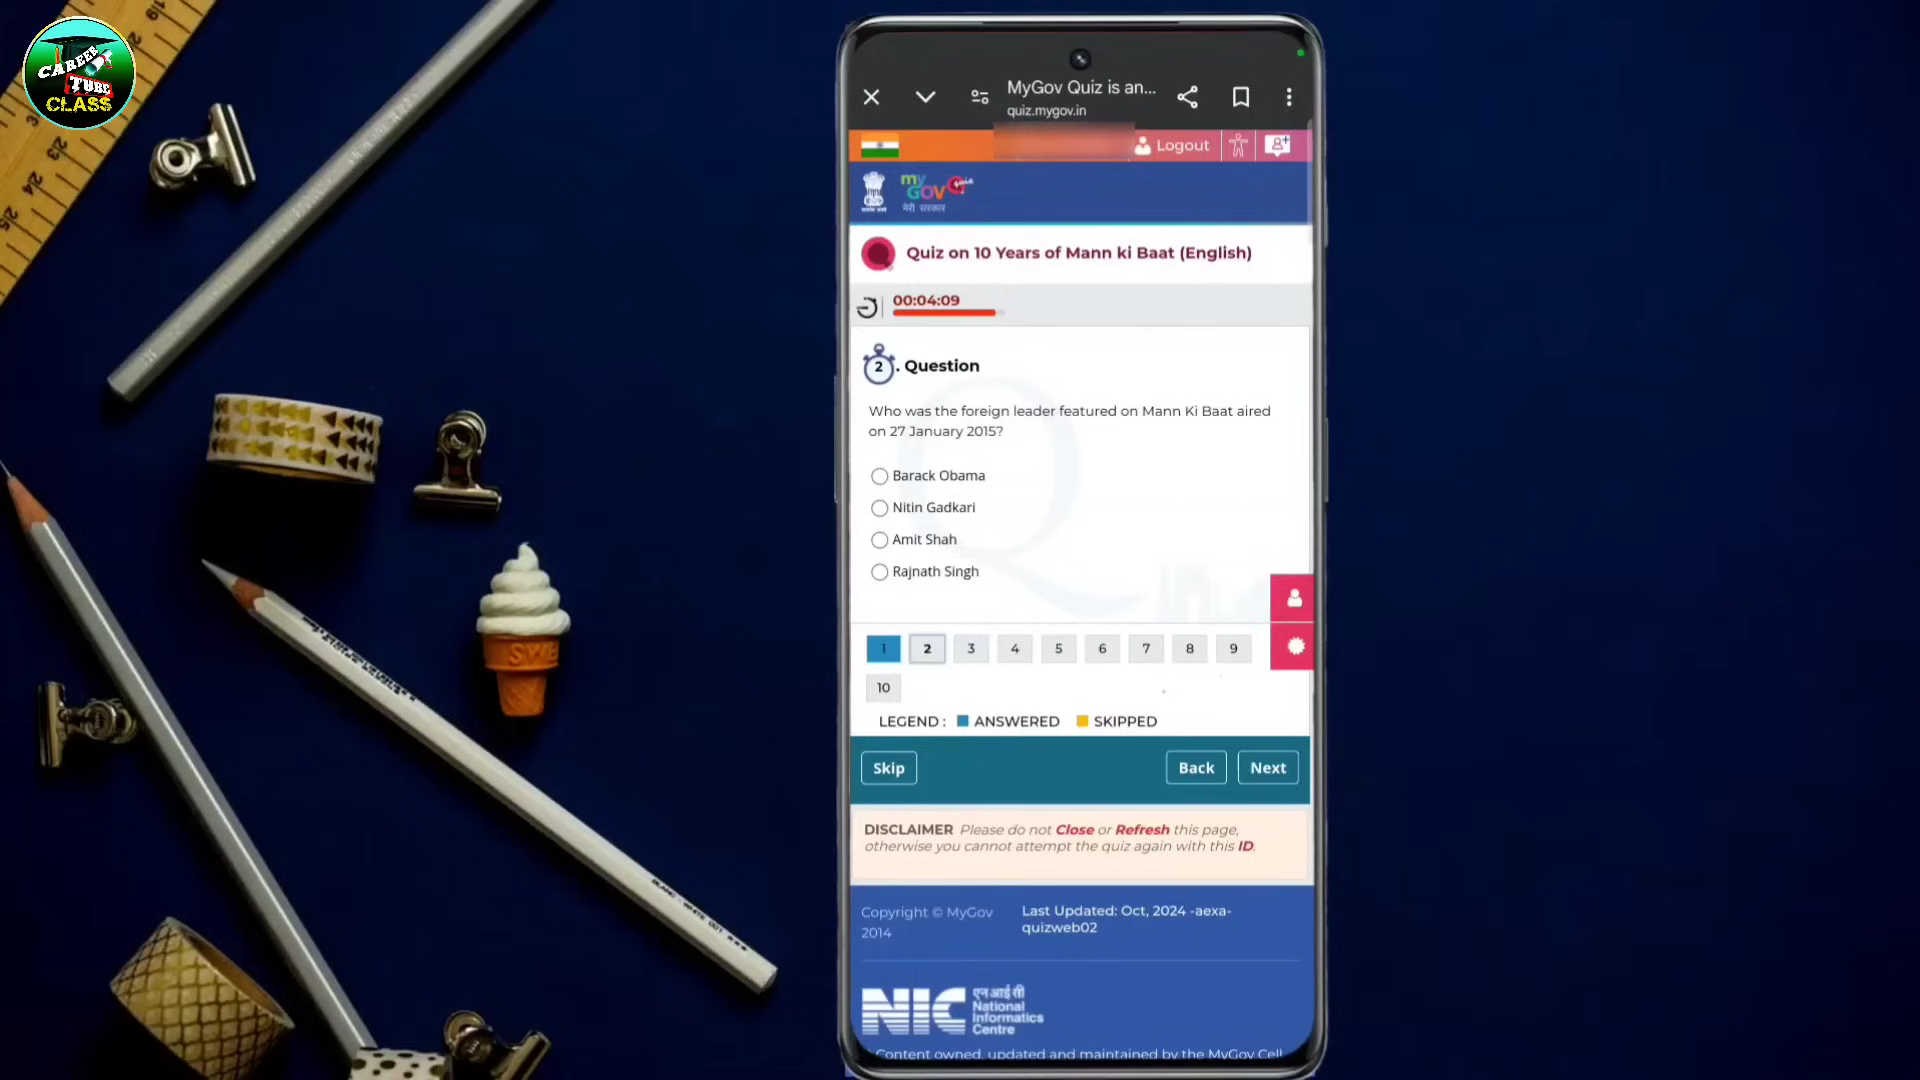 CAREER
TUBE
CLASS
MyGov Quiz is an...
quiz.mygov.in
Logout
my
GOV
मेरी सरकार
Quiz on 10 Years of Mann ki Baat (English)
00:04:09
2 . Question
Who was the foreign leader featured on Mann Ki Baat aired
on 27 January 2015?
Barack Obama
Nitin Gadkari
Amit Shah
Rajnath Singh
1 2 3 4 5 6 7 8 9
10
LEGEND : ANSWERED SKIPPED
Skip Back Next
DISCLAIMER Please do not Close or Refresh this page,
otherwise you cannot attempt the quiz again with this ID.
Copyright © MyGov
2014
Last Updated: Oct, 2024 -aexa-
quizweb02
NIC
एन आई सी
National
Informatics
Centre
Content owned, updated and maintained by the MyGov Cell